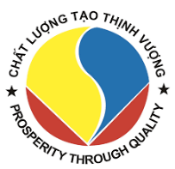 CHẤT LƯỢNG TẠO THỊNH VƯỢNG
PROSPERITY THROUGH QUALITY